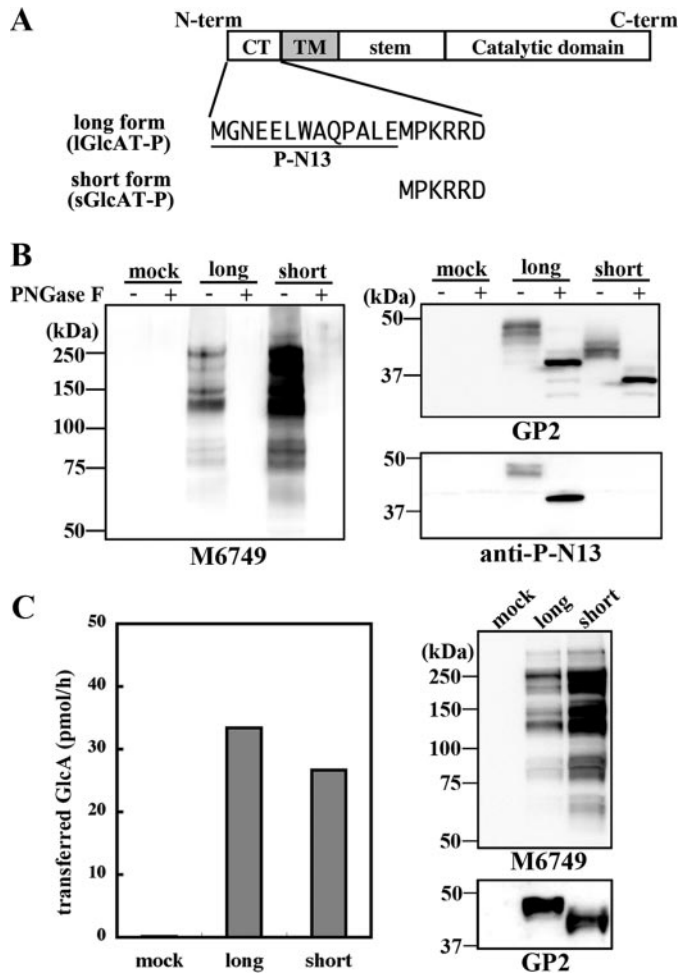 A
N-term C-term
CT TM stem Catalytic domain
long form MGNEELWAQPALEMPKRRD
(lGlcAT-P) P-N13
short form MPKRRD
(sGlcAT-P)
B
mock long short
PNGase F - + - + - +
(kDa)
250
150
100
75
50
M6749
mock long short
- + - + - +
(kDa)
50
37
GP2
50
37
anti-P-N13
C
transferred GlcA (pmol/h)
50
40
30
20
10
0
mock long short
mock long short
(kDa)
250
150
100
75
50
M6749
50
37
GP2